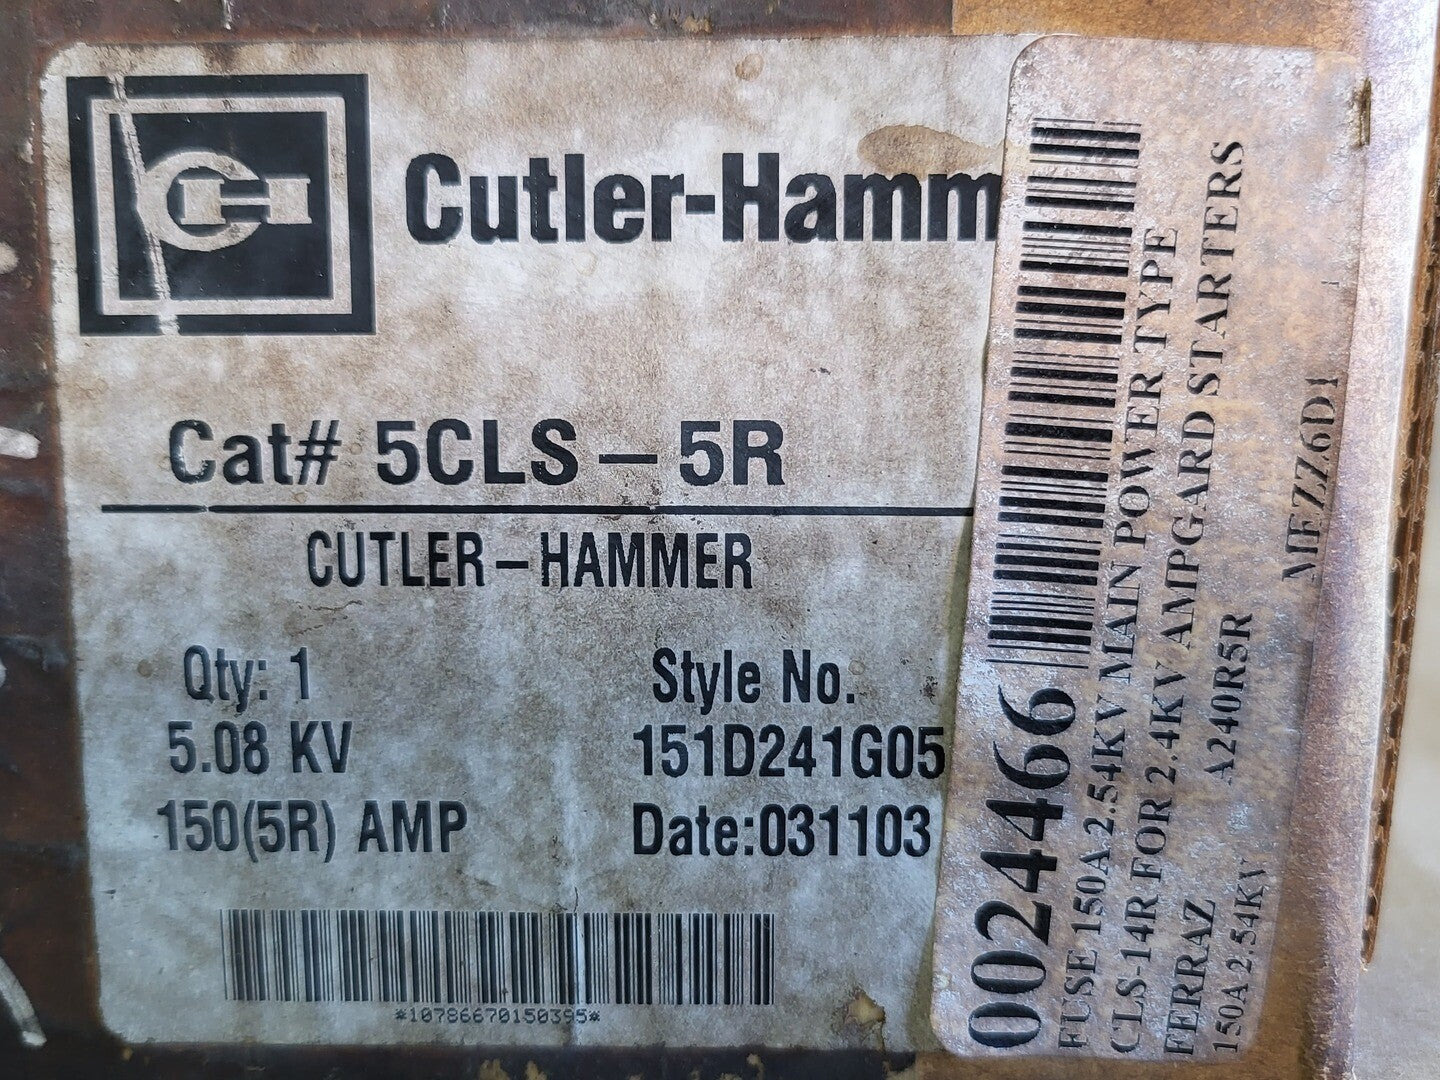 CH
Cutler-Hamm
Cat# 5CLS-5R
CUTLER-HAMMER
Qty: 1
Style No.
5.08 KV
151D241G05
150(5R) AMP
Date:031103
*10786670150395*
0024466
FUSE 150A 2.54KV MAIN POWER TYPE
CLS-14R FOR 2.4KV AMPGARD STARTERS
FERRAZ A240R5R
150A 2.54KV MEZZ6D1